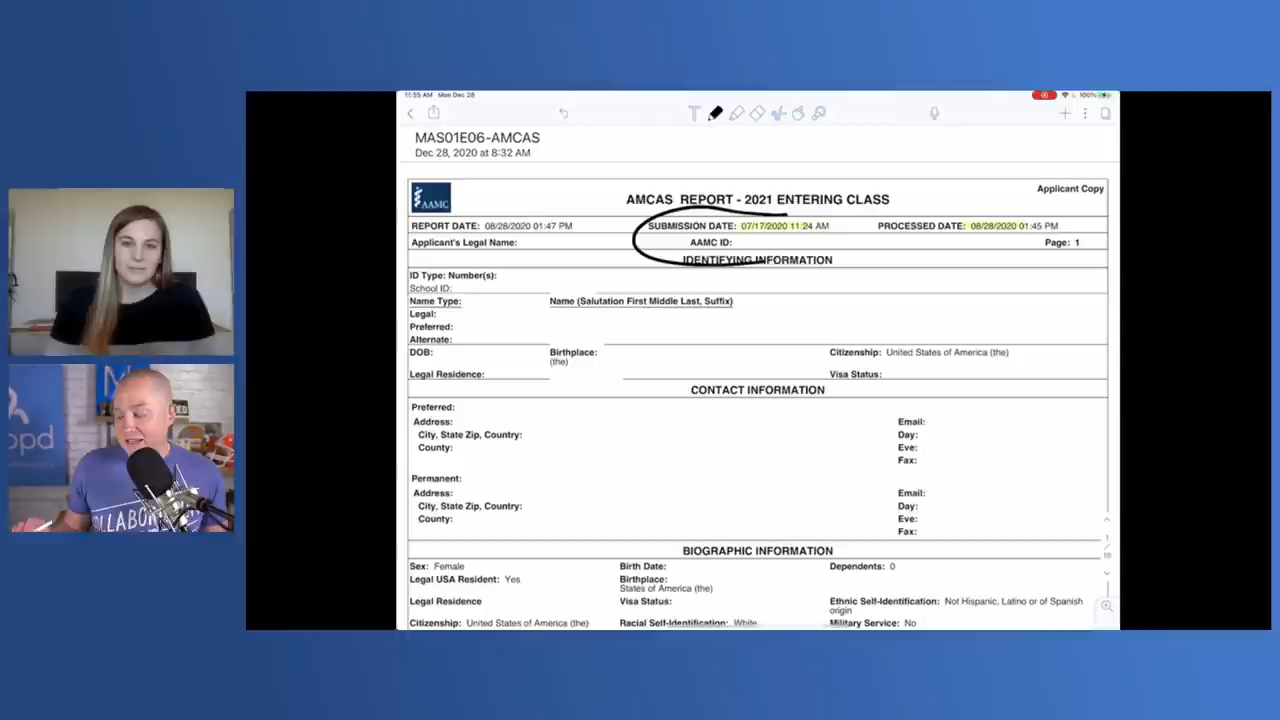 11:55 AM Mon Dec 28
100%
MAS01E06-AMCAS
Dec 28, 2020 at 8:32 AM
AAMC
AMCAS REPORT - 2021 ENTERING CLASS
Applicant Copy
REPORT DATE: 08/28/2020 01:47 PM SUBMISSION DATE: 07/17/2020 11:24 AM PROCESSED DATE: 08/28/2020 01:45 PM
Applicant's Legal Name: AAMC ID: Page: 1
IDENTIFYING INFORMATION
ID Type: Number(s):
School ID:
Name Type: Name (Salutation First Middle Last, Suffix)
Legal:
Preferred:
Alternate:
DOB: Birthplace: Citizenship: United States of America (the)
(the)
Legal Residence: Visa Status:
CONTACT INFORMATION
Preferred:
Address: Email:
City, State Zip, Country: Day:
County: Eve:
Fax:
Permanent:
Address: Email:
City, State Zip, Country: Day:
County: Eve:
Fax:
BIOGRAPHIC INFORMATION
Sex: Female Birth Date: Dependents: 0
Legal USA Resident: Yes Birthplace:
States of America (the)
Legal Residence Visa Status: Ethnic Self-Identification: Not Hispanic, Latino or of Spanish
origin
Citizenship: United States of America (the) Racial Self-Identification: White Military Service: No
ppd